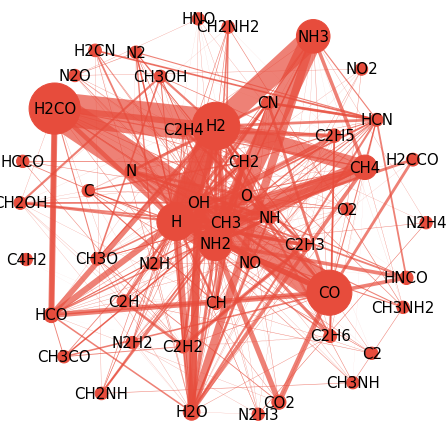 HNO
CH2NH2
NH3
H2CN
N2
N2O
CH3OH
NO2
H2CO
CN
HCN
C2H4
H2
C2H5
HCCO
CH2
CH4
H2CCO
N
C
O
CH2OH
OH
NH
O2
H
CH3
N2H4
NH2
C2H3
C4H2
CH3O
N2H
NO
HNCO
C2H
CH
CO
CH3NH2
HCO
C2H6
N2H2
C2H2
CH3CO
C2
CH3NH
CH2NH
H2O
N2H3
CO2